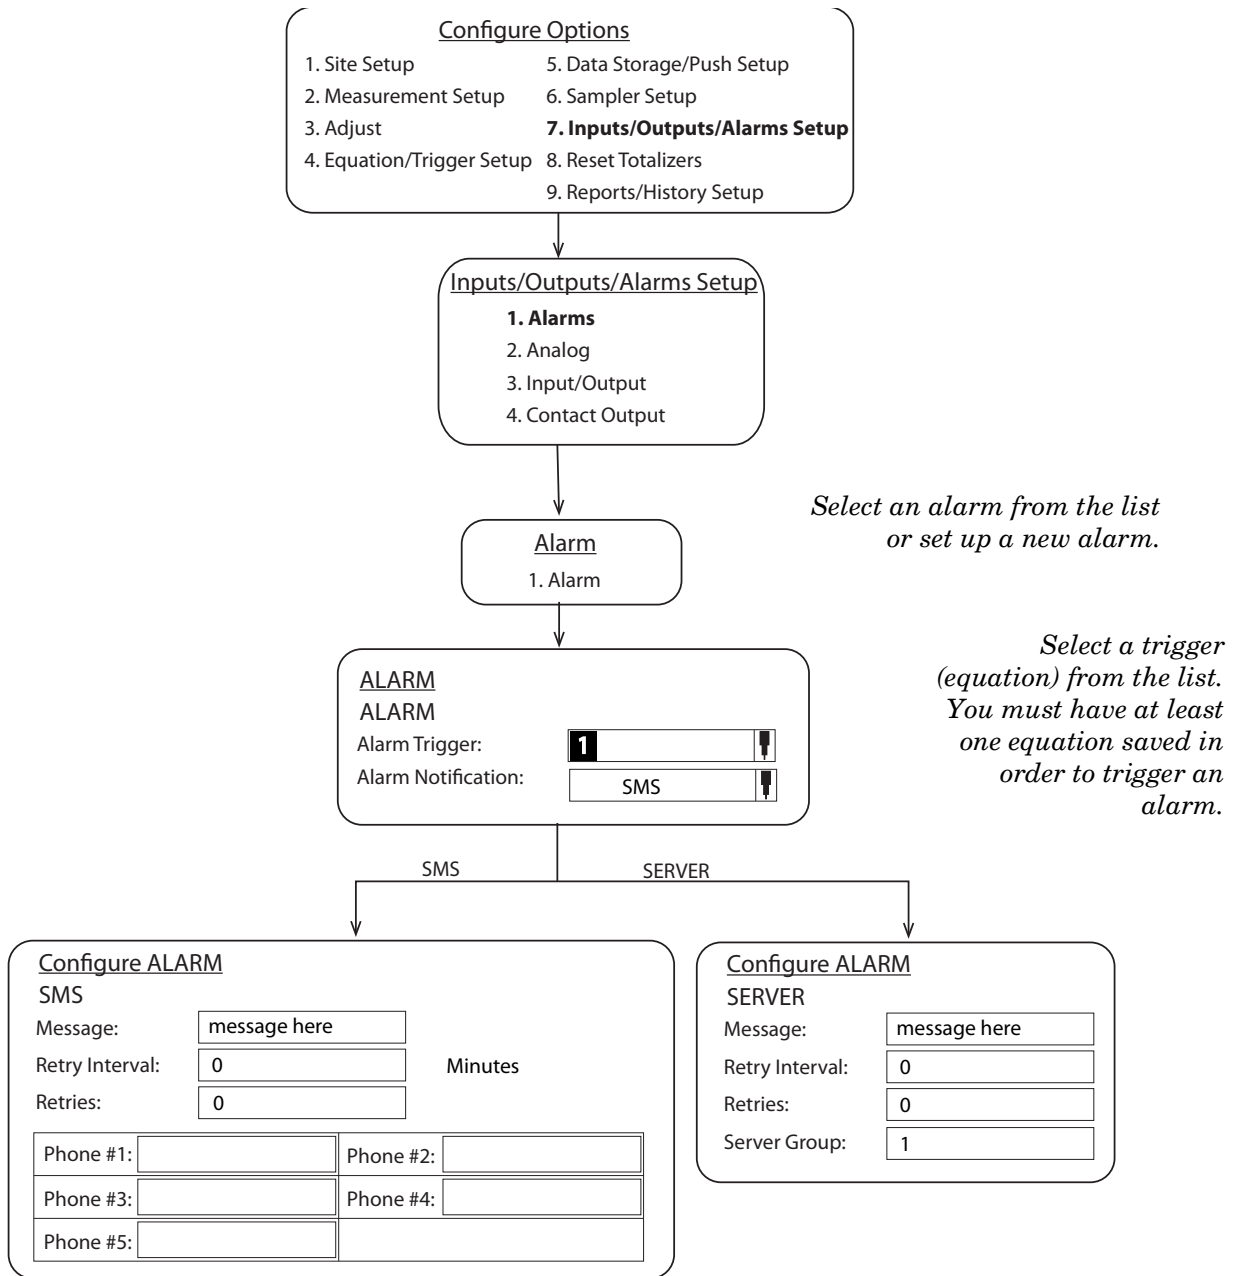 Configure Options
1. Site Setup
2. Measurement Setup
3. Adjust
4. Equation/Trigger Setup
5. Data Storage/Push Setup
6. Sampler Setup
7. Inputs/Outputs/Alarms Setup
8. Reset Totalizers
9. Reports/History Setup
Inputs/Outputs/Alarms Setup
1. Alarms
2. Analog
3. Input/Output
4. Contact Output
Select an alarm from the list
or set up a new alarm.
Alarm
1. Alarm
Select a trigger
(equation) from the list.
You must have at least
one equation saved in
order to trigger an
alarm.
ALARM
ALARM
Alarm Trigger: 1
Alarm Notification: SMS
SMS
SERVER
Configure ALARM
SMS
Message: message here
Retry Interval: 0 Minutes
Retries: 0
Phone #1: Phone #2:
Phone #3: Phone #4:
Phone #5:
Configure ALARM
SERVER
Message: message here
Retry Interval: 0
Retries: 0
Server Group: 1